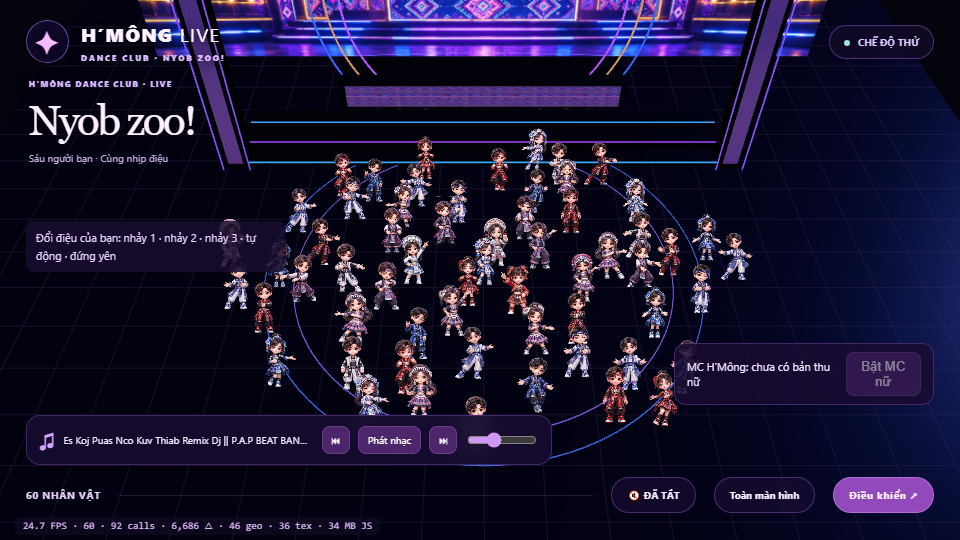 H'MÔNG LIVE
DANCE CLUB · NYOB ZOO!
CHẾ ĐỘ THỬ
H'MÔNG DANCE CLUB · LIVE
Nyob zoo!
Sáu người bạn · Cùng nhịp điệu
Đổi điệu của bạn: nhảy 1 · nhảy 2 · nhảy 3 · tự
động · đứng yên
MC H'Mông: chưa có bản thu
nữ
Bật MC
nữ
Es Koj Puas Nco Kuv Thiab Remix Dj || P.A.P BEAT BAN...
Phát nhạc
60 NHÂN VẬT
ĐÃ TẮT
Toàn màn hình
Điều khiển ↗
24.7 FPS · 60 · 92 calls · 6,686 △ · 46 geo · 36 tex · 34 MB JS